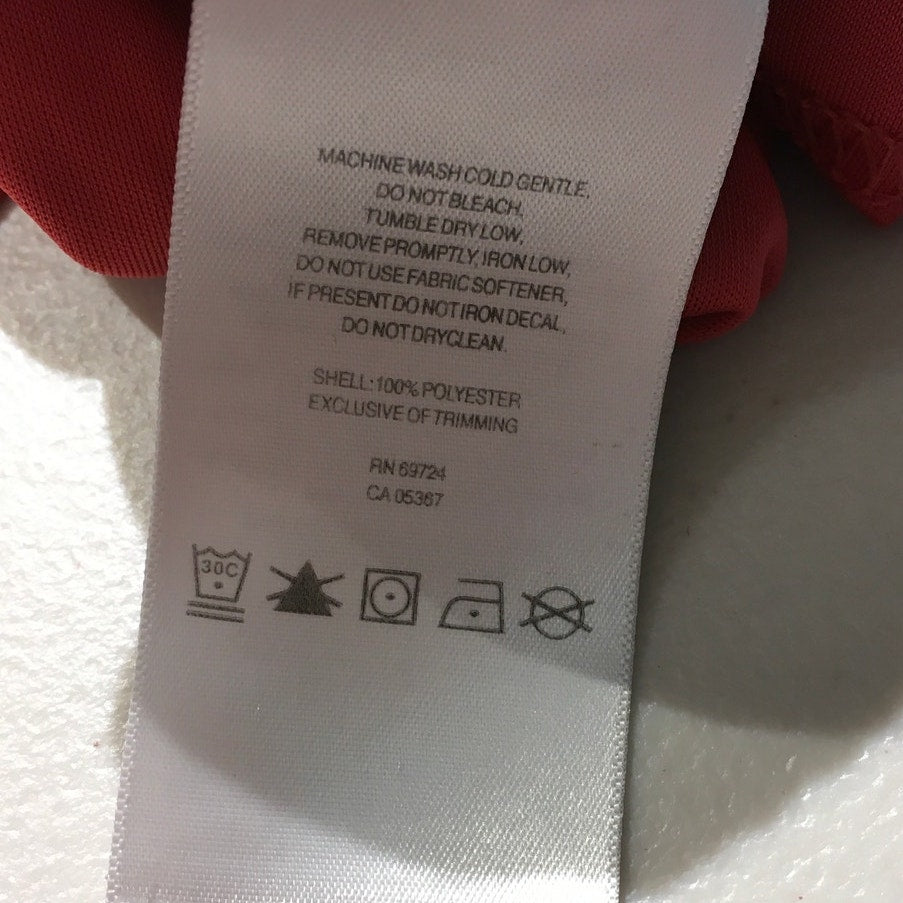 MACHINE WASH COLD GENTLE,
DO NOT BLEACH,
TUMBLE DRY LOW,
REMOVE PROMPTLY, IRON LOW,
DO NOT USE FABRIC SOFTENER,
IF PRESENT DO NOT IRON DECAL,
DO NOT DRYCLEAN.
SHELL: 100% POLYESTER
EXCLUSIVE OF TRIMMING
RN 69724
CA 05367
30C